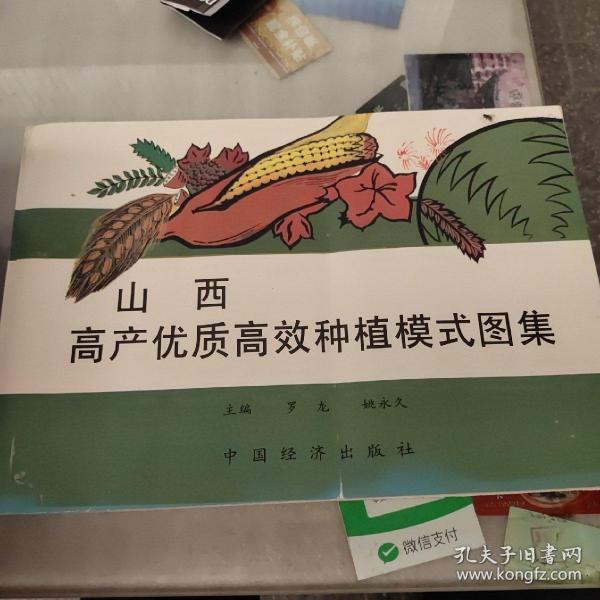 山西
高产优质高效种植模式图集
主编 罗龙 姚永久
中国经济出版社
微信支付
孔夫子旧书网
www.kongfz.com